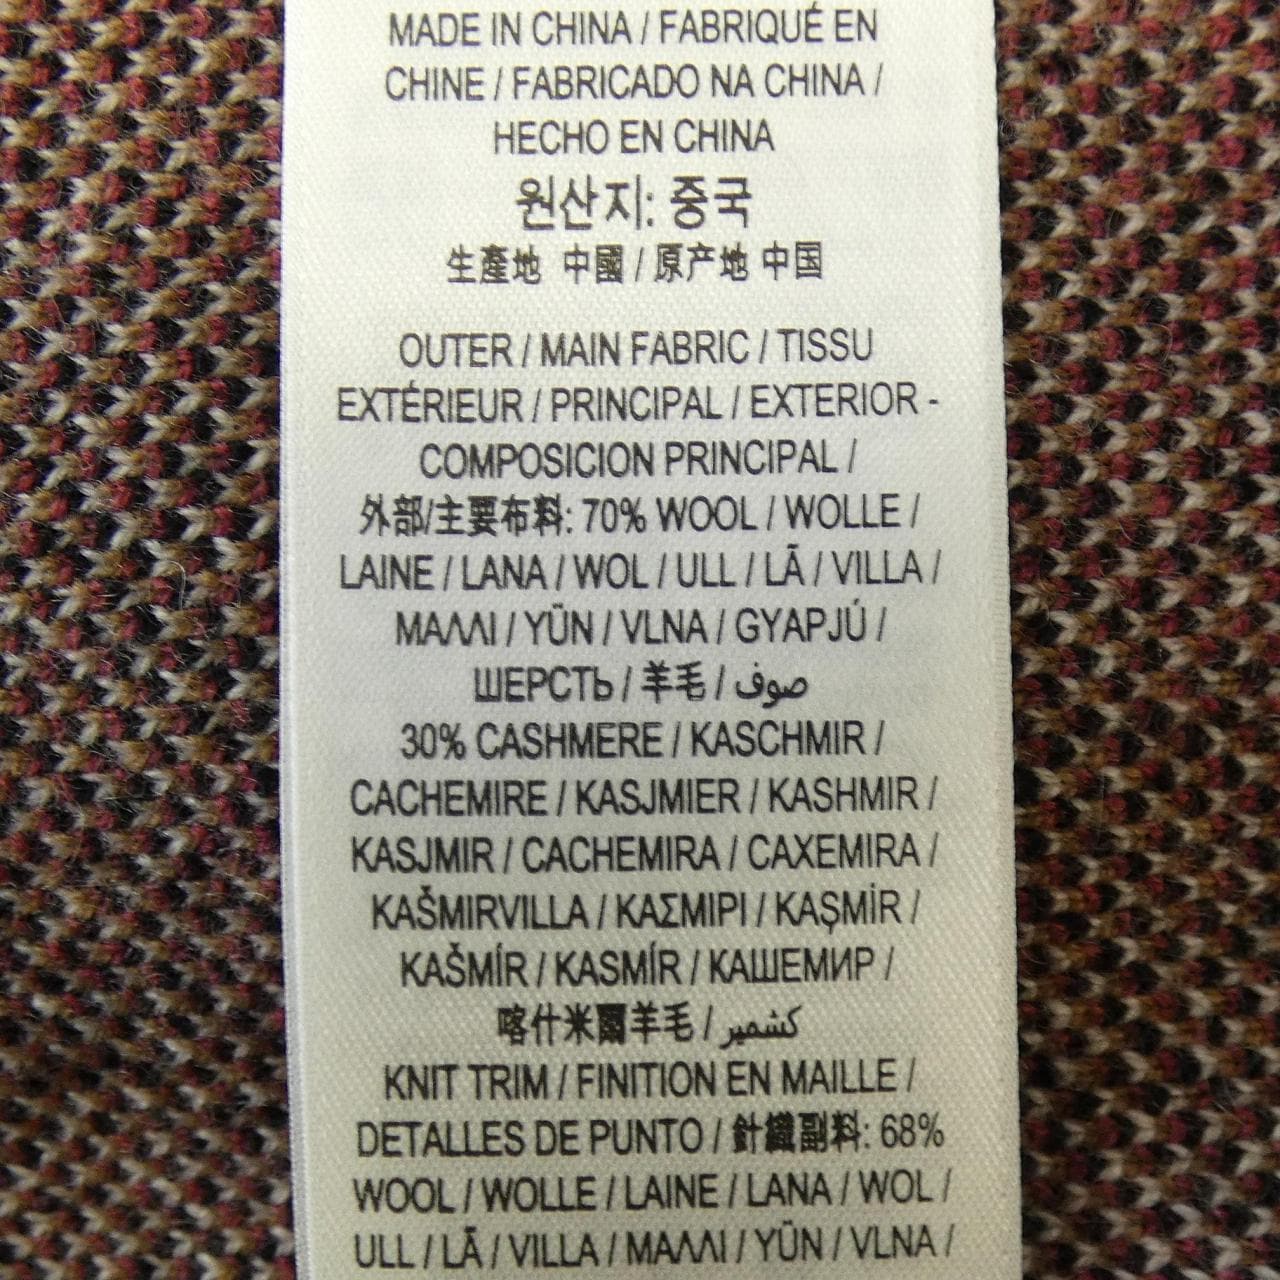 MADE IN CHINA / FABRIQUÉ EN
CHINE / FABRICADO NA CHINA /
HECHO EN CHINA
원산지: 중국
生產地 中國 / 原产地 中国
OUTER / MAIN FABRIC / TISSU
EXTÉRIEUR / PRINCIPAL / EXTERIOR -
COMPOSICION PRINCIPAL /
外部/主要布料: 70% WOOL / WOLLE /
LAINE / LANA / WOL / ULL / LÃ / VILLA /
ΜΑΛΛΙ / YÜN / VLNA / GYAPJÚ /
ШЕРСТЬ / 羊毛 / صوف
30% CASHMERE / KASCHMIR /
CACHEMIRE / KASJMIER / KASHMIR /
KASJMIR / CACHEMIRA / CAXEMIRA /
KAŠMIRVILLA / ΚΑΣΜΙΡΙ / KAŞMİR /
KAŠMÍR / KASMÍR / КАШЕМИР /
喀什米爾羊毛 / كشمير
KNIT TRIM / FINITION EN MAILLE /
DETALLES DE PUNTO / 針織副料: 68%
WOOL / WOLLE / LAINE / LANA / WOL /
ULL / LÃ / VILLA / ΜΑΛΛΙ / YÜN / VLNA /